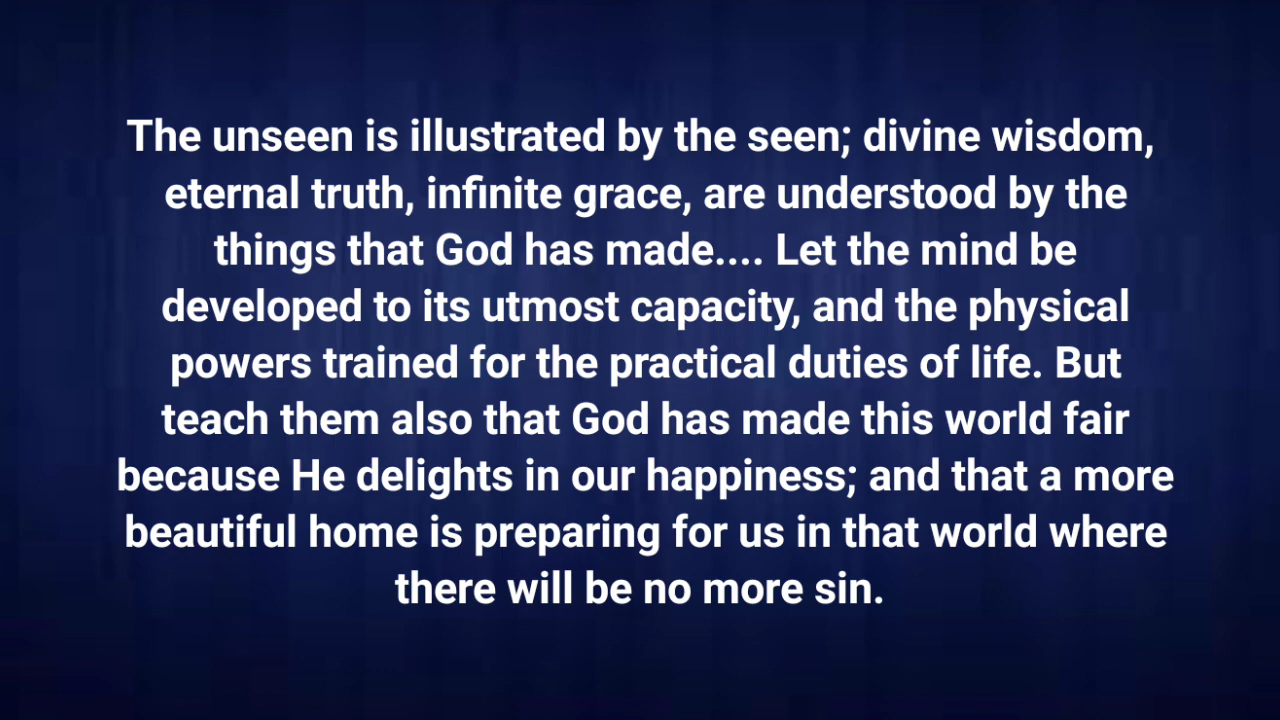 The unseen is illustrated by the seen; divine wisdom,
eternal truth, infinite grace, are understood by the
things that God has made.... Let the mind be
developed to its utmost capacity, and the physical
powers trained for the practical duties of life. But
teach them also that God has made this world fair
because He delights in our happiness; and that a more
beautiful home is preparing for us in that world where
there will be no more sin.